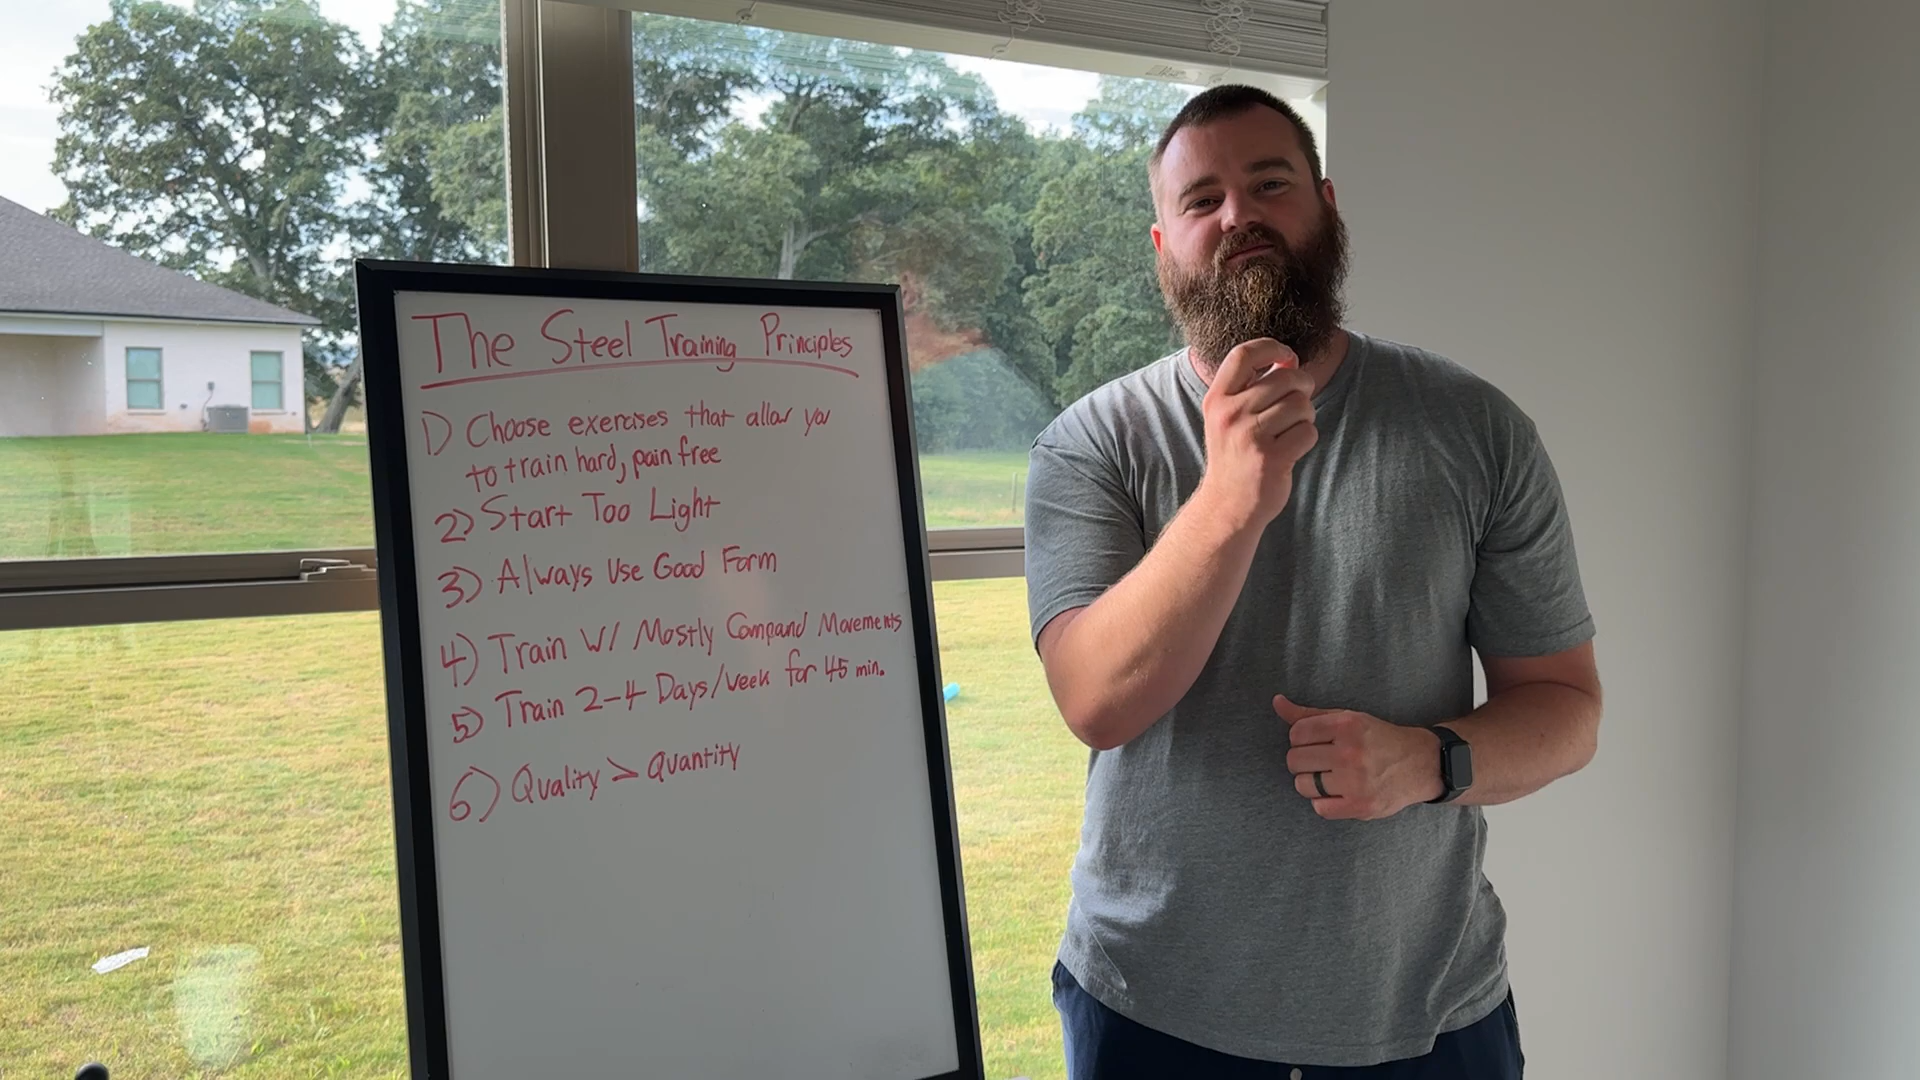 The Steel Training Principles
1) Choose exercises that allow you
to train hard, pain free
2) Start Too Light
3) Always Use Good Form
4) Train W/ Mostly Compound Movements
5) Train 2-4 Days/week for 45 min.
6) Quality > Quantity